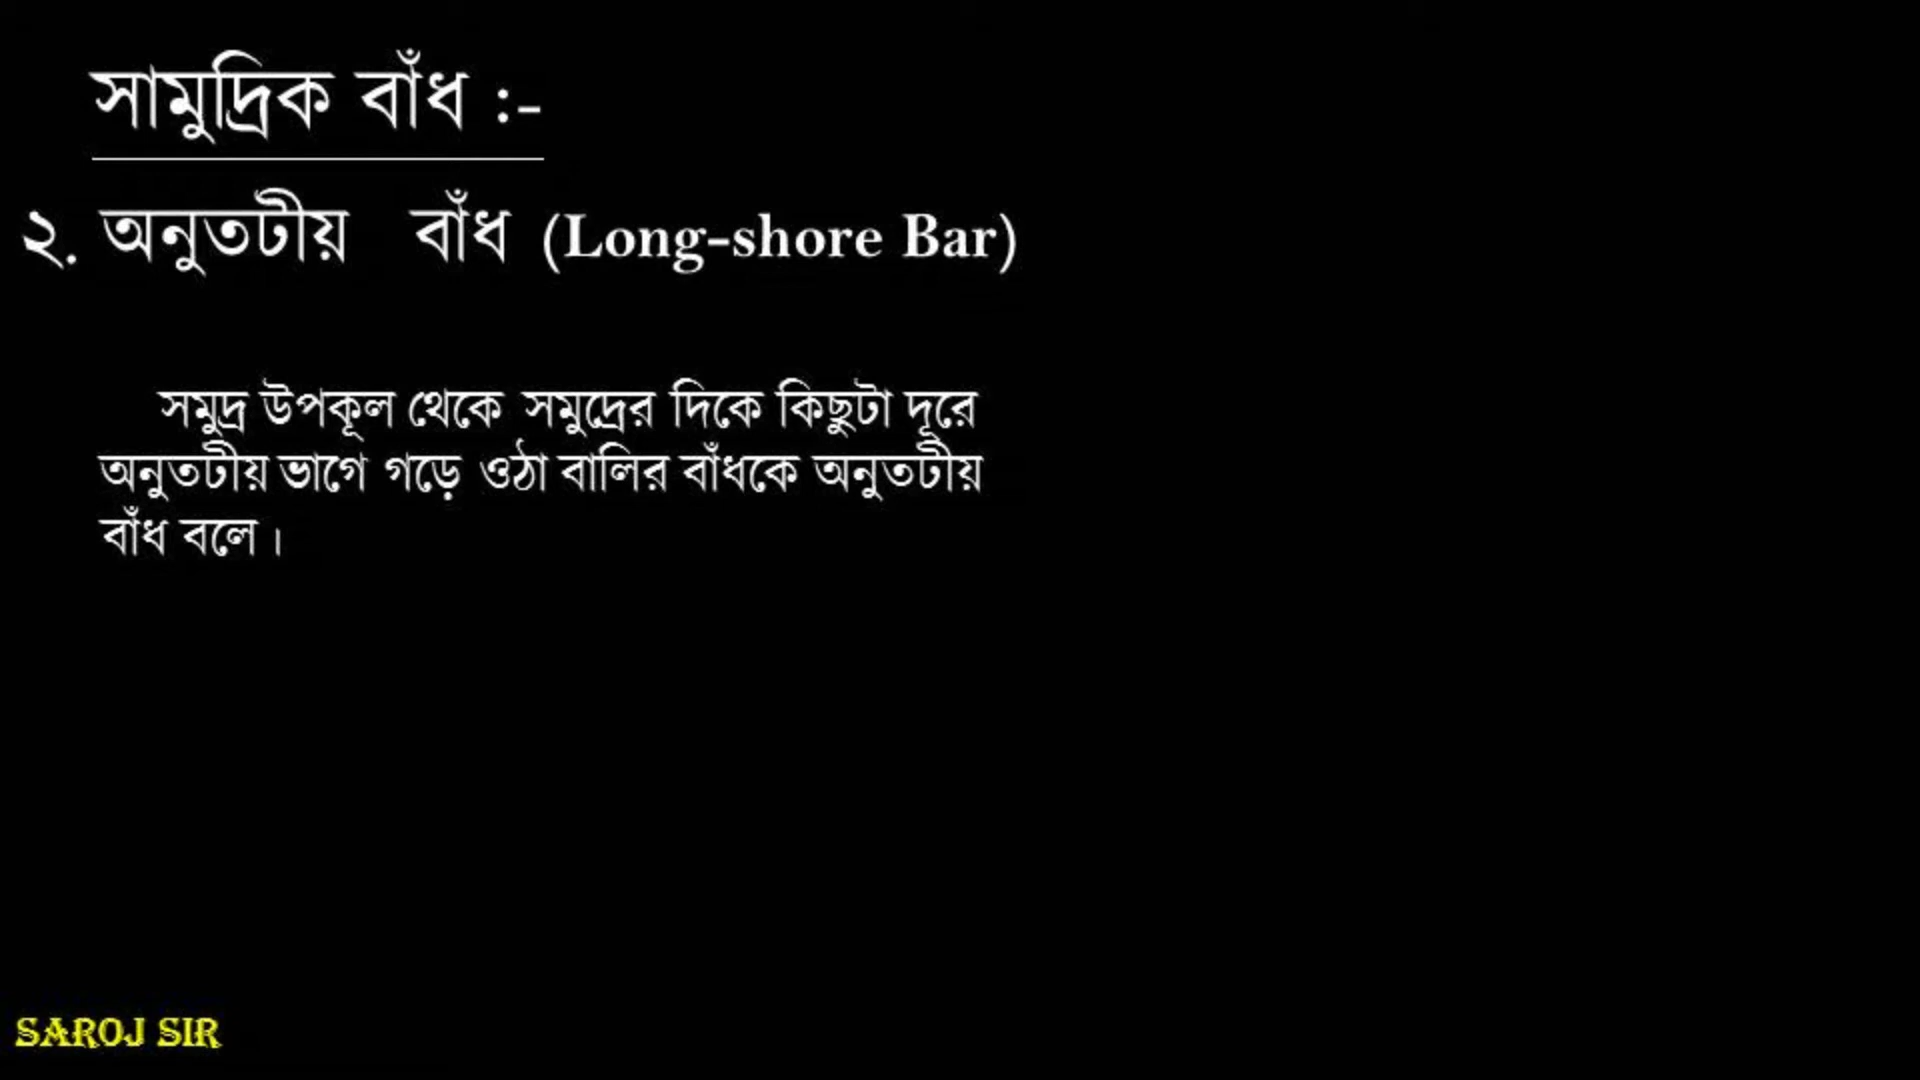 সামুদ্রিক বাঁধ :-
২. অনুতটীয় বাঁধ (Long-shore Bar)
সমুদ্র উপকূল থেকে সমুদ্রের দিকে কিছুটা দূরে
অনুতটীয় ভাগে গড়ে ওঠা বালির বাঁধকে অনুতটীয়
বাঁধ বলে।
SAROJ SIR